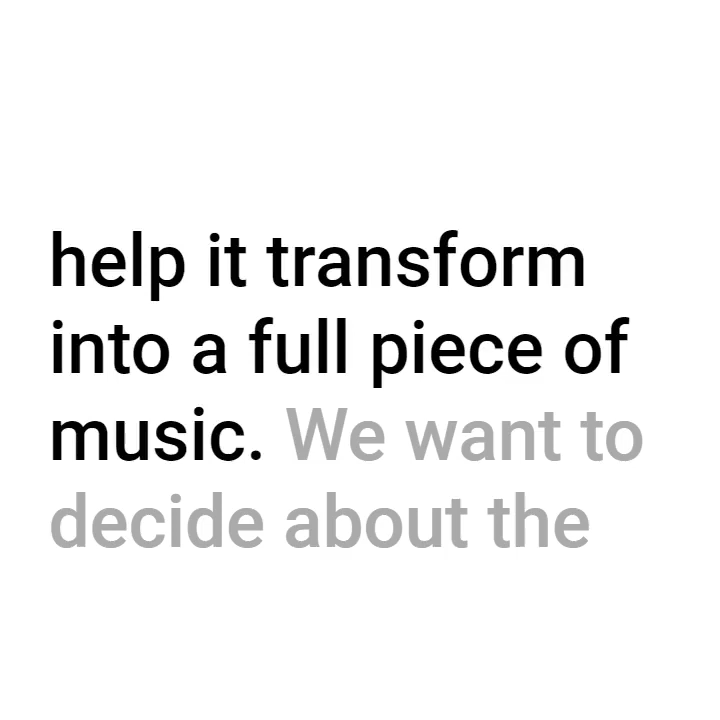 help it transform
into a full piece of
music. We want to
decide about the